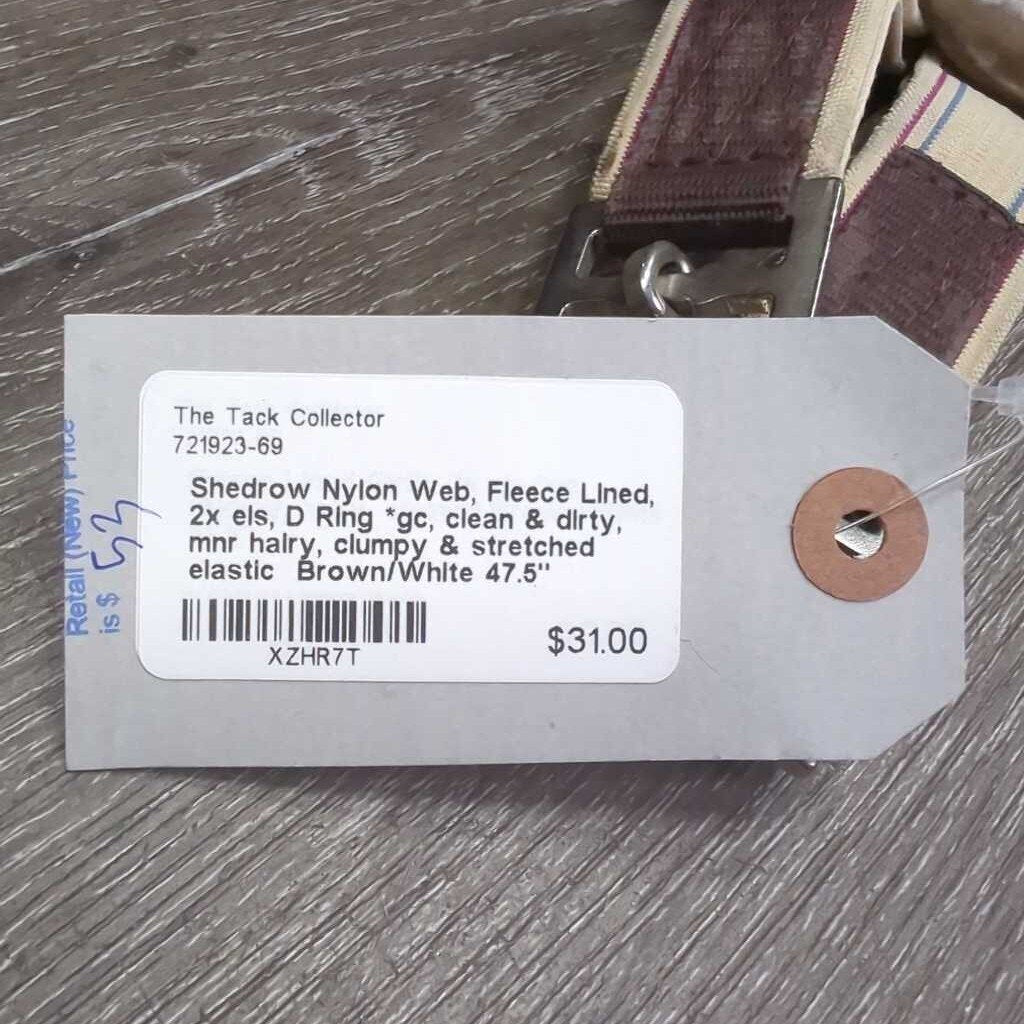 The Tack Collector
721923-69
Shedrow Nylon Web, Fleece Lined,
2x els, D Ring *gc, clean & dirty,
mnr hairy, clumpy & stretched
elastic Brown/White 47.5"
XZHR7T
$31.00
Retail (New) Price
is $ 53